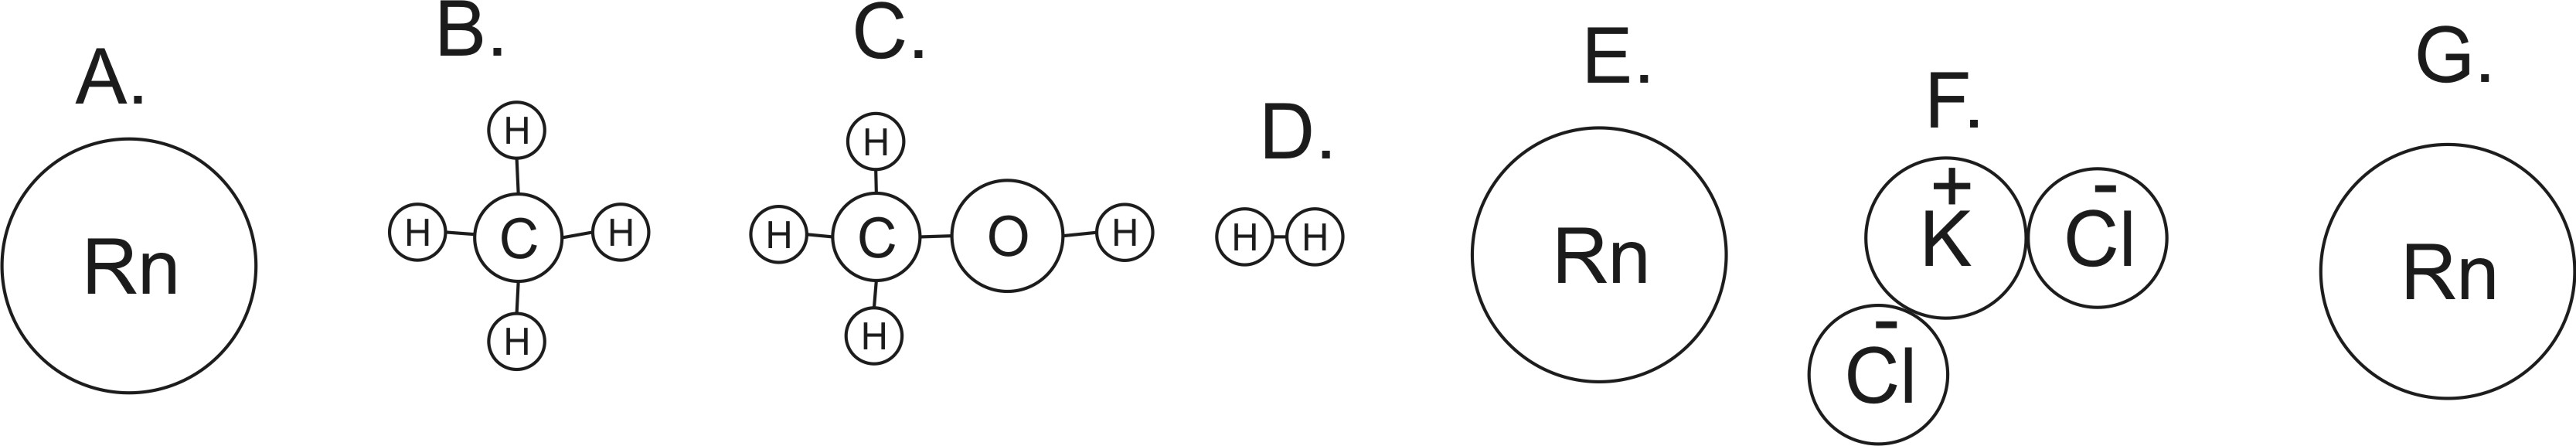 A.
Rn
B.
H
H C H
H
C.
H
H C O H
H
D.
H H
E.
Rn
F.
+ -
K Cl
-
Cl
G.
Rn